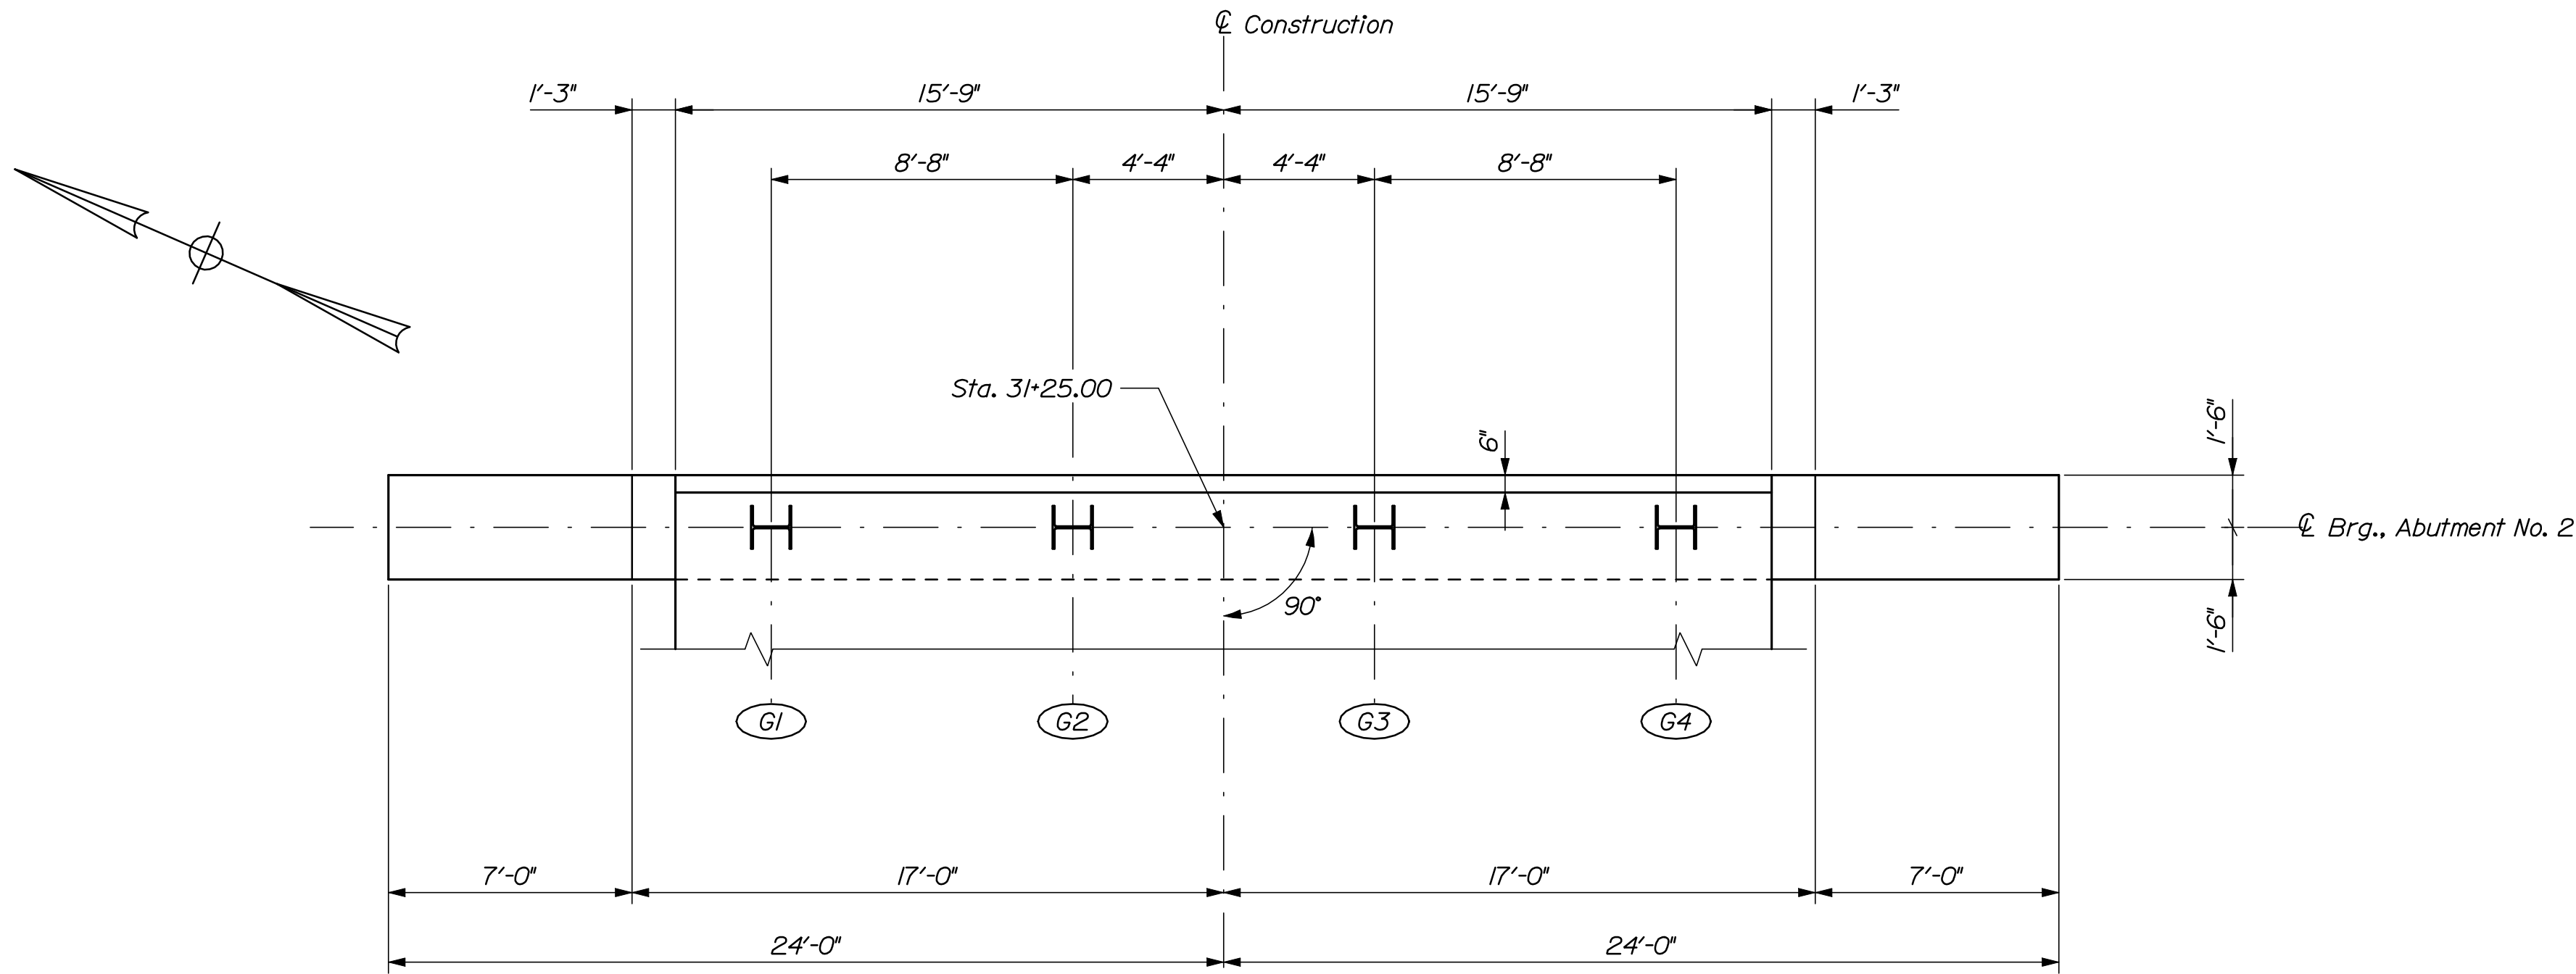 ℄ Construction
1'-3" 15'-9" 15'-9" 1'-3"
8'-8" 4'-4" 4'-4" 8'-8"
Sta. 31+25.00
6"
1'-6"
℄ Brg., Abutment No. 2
90°
1'-6"
G1 G2 G3 G4
7'-0" 17'-0" 17'-0" 7'-0"
24'-0" 24'-0"